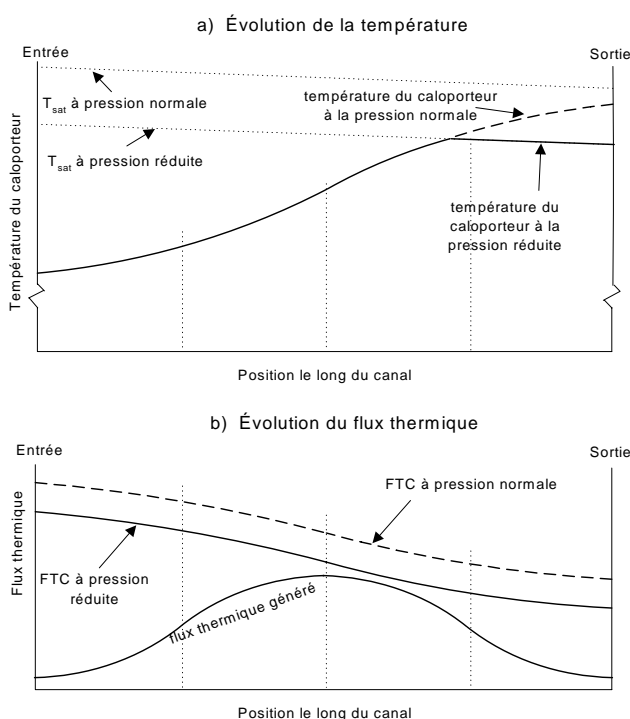 a) Évolution de la température
Entrée
Sortie
T_sat à pression normale
température du caloporteur
à la pression normale
T_sat à pression réduite
température du
caloporteur à la
pression réduite
Température du caloporteur
Position le long du canal
b) Évolution du flux thermique
Entrée
Sortie
FTC à pression normale
Flux thermique
FTC à pression
réduite
flux thermique généré
Position le long du canal